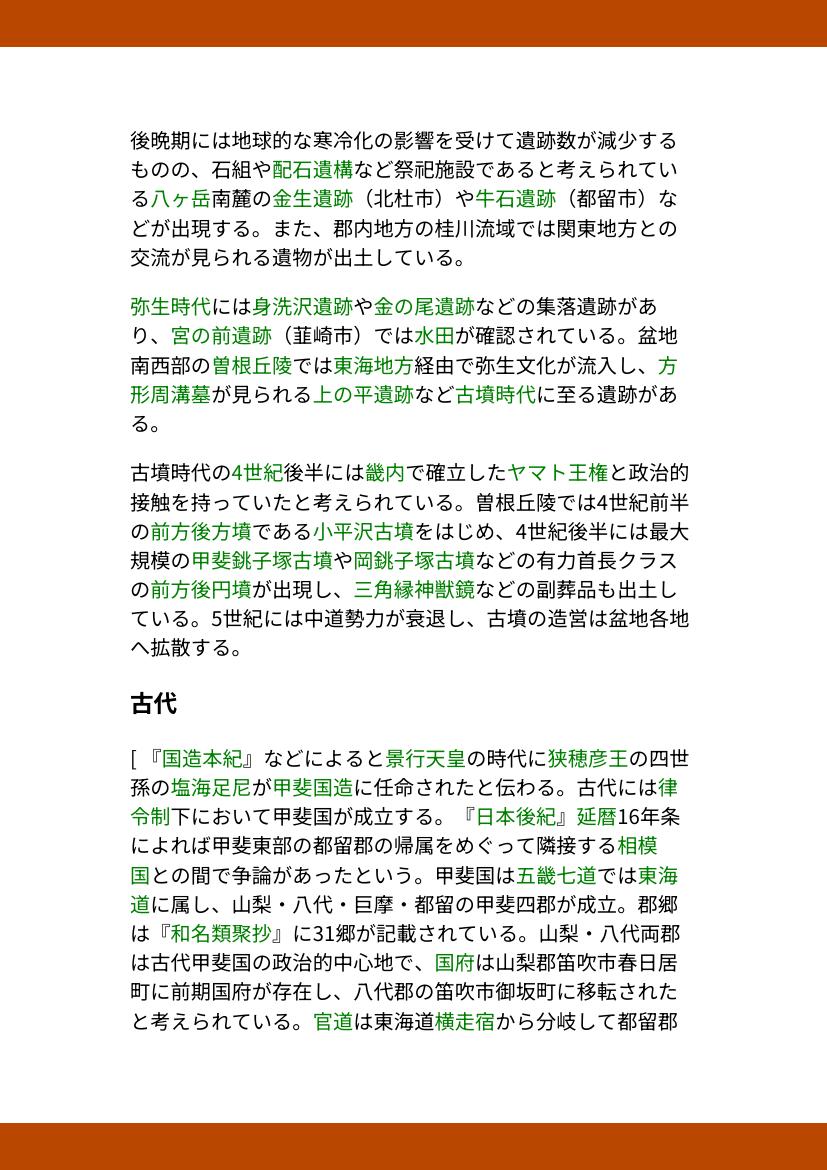 後晩期には地球的な寒冷化の影響を受けて遺跡数が減少する
ものの、石組や配石遺構など祭祀施設であると考えられてい
る八ヶ岳南麓の金生遺跡（北杜市）や牛石遺跡（都留市）な
どが出現する。また、郡内地方の桂川流域では関東地方との
交流が見られる遺物が出土している。
弥生時代には身洗沢遺跡や金の尾遺跡などの集落遺跡があ
り、宮の前遺跡（韮崎市）では水田が確認されている。盆地
南西部の曽根丘陵では東海地方経由で弥生文化が流入し、方
形周溝墓が見られる上の平遺跡など古墳時代に至る遺跡があ
る。
古墳時代の4世紀後半には畿内で確立したヤマト王権と政治的
接触を持っていたと考えられている。曽根丘陵では4世紀前半
の前方後方墳である小平沢古墳をはじめ、4世紀後半には最大
規模の甲斐銚子塚古墳や岡銚子塚古墳などの有力首長クラス
の前方後円墳が出現し、三角縁神獣鏡などの副葬品も出土し
ている。5世紀には中道勢力が衰退し、古墳の造営は盆地各地
へ拡散する。
古代
[ 『国造本紀』などによると景行天皇の時代に狭穂彦王の四世
孫の塩海足尼が甲斐国造に任命されたと伝わる。古代には律
令制下において甲斐国が成立する。『日本後紀』延暦16年条
によれば甲斐東部の都留郡の帰属をめぐって隣接する相模
国との間で争論があったという。甲斐国は五畿七道では東海
道に属し、山梨・八代・巨摩・都留の甲斐四郡が成立。郡郷
は『和名類聚抄』に31郷が記載されている。山梨・八代両郡
は古代甲斐国の政治的中心地で、国府は山梨郡笛吹市春日居
町に前期国府が存在し、八代郡の笛吹市御坂町に移転された
と考えられている。官道は東海道横走宿から分岐して都留郡